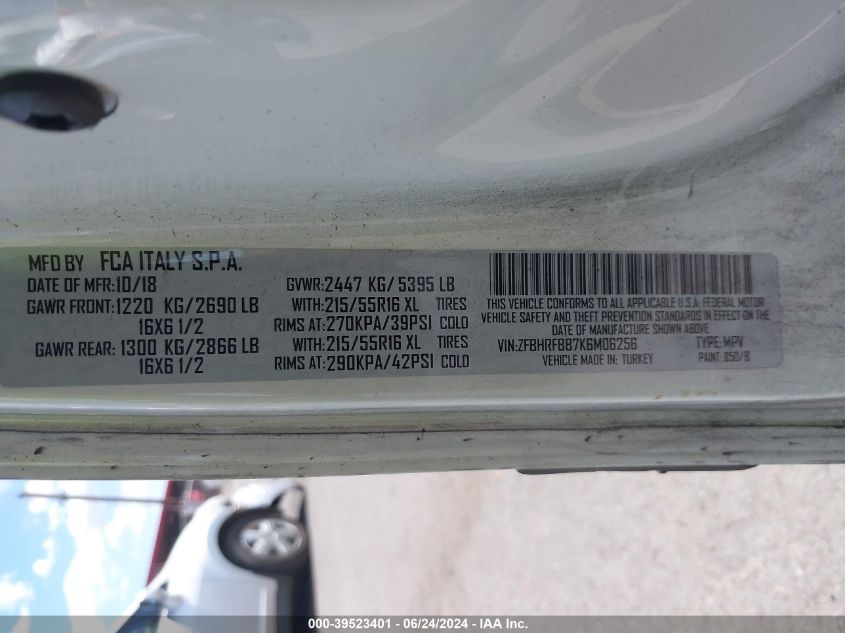 MFD BY FCA ITALY S.P.A.
DATE OF MFR:10/18
GAWR FRONT:1220 KG/2690 LB
16X6 1/2
GAWR REAR: 1300 KG/2866 LB
16X6 1/2
GVWR:2447 KG/5395 LB
WITH:215/55R16 XL TIRES
RIMS AT:270KPA/39PSI COLD
WITH:215/55R16 XL TIRES
RIMS AT:290KPA/42PSI COLD
THIS VEHICLE CONFORMS TO ALL APPLICABLE U.S.A. FEDERAL MOTOR
VEHICLE SAFETY AND THEFT PREVENTION STANDARDS IN EFFECT ON
THE DATE OF MANUFACTURE SHOWN ABOVE
VIN:ZFBHRFBB7K6M06256 TYPE:MPV
MADE IN: TURKEY PAINT: 850/8
000-39523401 - 06/24/2024 - IAA Inc.